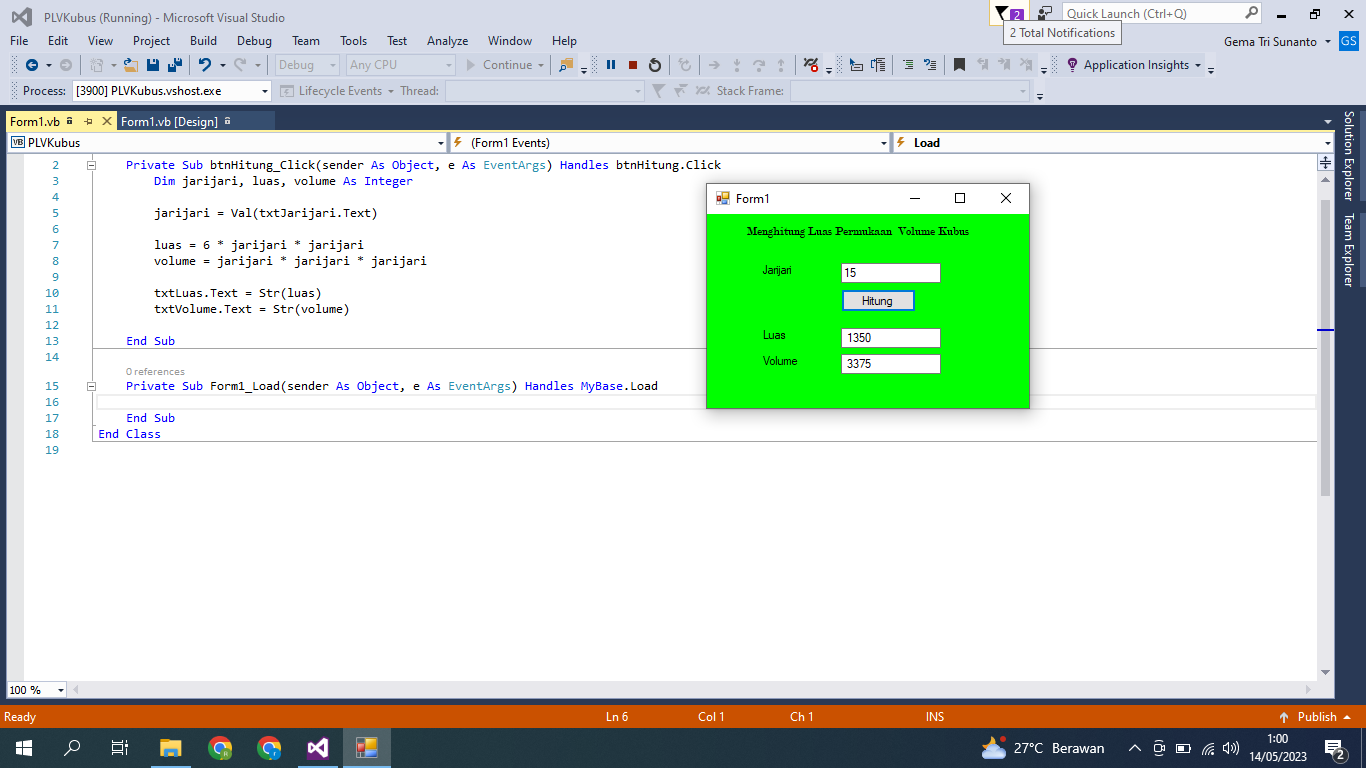 PLVKubus (Running) - Microsoft Visual Studio
2
Quick Launch (Ctrl+Q)
2 Total Notifications
File Edit View Project Build Debug Team Tools Test Analyze Window Help
Gema Tri Sunanto GS
Debug Any CPU Continue Application Insights
Process: [3900] PLVKubus.vshost.exe Lifecycle Events Thread: Stack Frame:
Form1.vb Form1.vb [Design]
VB PLVKubus (Form1 Events) Load
2 Private Sub btnHitung_Click(sender As Object, e As EventArgs) Handles btnHitung.Click
3 Dim jarijari, luas, volume As Integer
4
5 jarijari = Val(txtJarijari.Text)
6
7 luas = 6 * jarijari * jarijari
8 volume = jarijari * jarijari * jarijari
9
10 txtLuas.Text = Str(luas)
11 txtVolume.Text = Str(volume)
12
13 End Sub
14
0 references
15 Private Sub Form1_Load(sender As Object, e As EventArgs) Handles MyBase.Load
16
17 End Sub
18 End Class
19
Form1
Menghitung Luas Permukaan Volume Kubus
Jarijari 15
Hitung
Luas 1350
Volume 3375
Solution Explorer
Team Explorer
100 %
Ready Ln 6 Col 1 Ch 1 INS Publish
27°C Berawan
1:00
14/05/2023
2